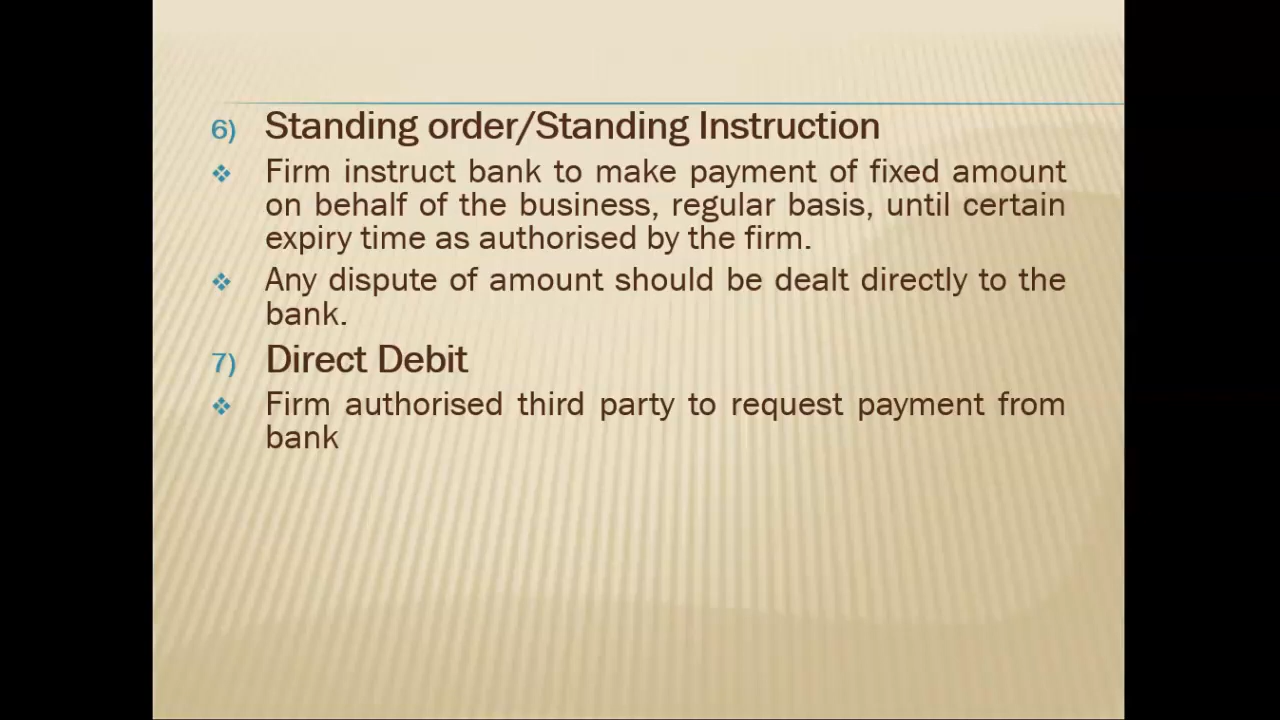 6) Standing order/Standing Instruction
❖ Firm instruct bank to make payment of fixed amount
on behalf of the business, regular basis, until certain
expiry time as authorised by the firm.
❖ Any dispute of amount should be dealt directly to the
bank.
7) Direct Debit
❖ Firm authorised third party to request payment from
bank